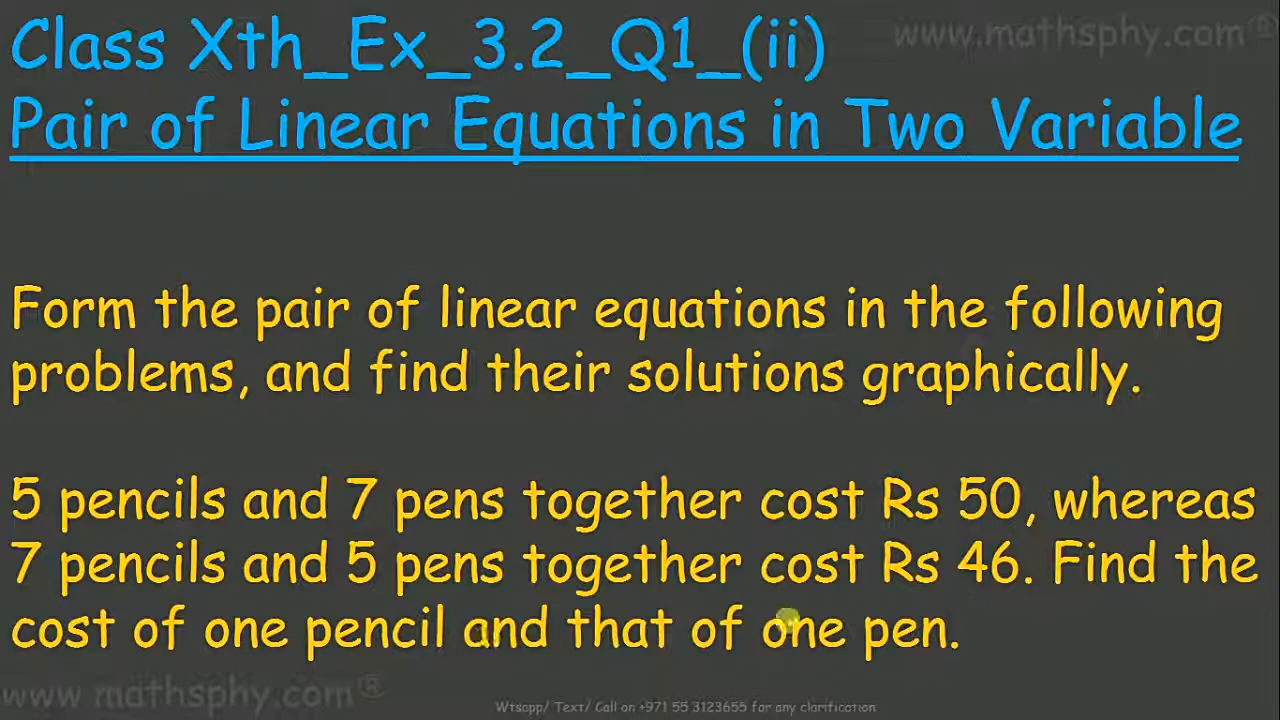 Class Xth_Ex_3.2_Q1_(ii)
www.mathsphy.com®
Pair of Linear Equations in Two Variable
Form the pair of linear equations in the following
problems, and find their solutions graphically.
5 pencils and 7 pens together cost Rs 50, whereas
7 pencils and 5 pens together cost Rs 46. Find the
cost of one pencil and that of one pen.
www mathsphy.com®
Wtsapp/ Text/ Call on +971 55 3123655 for any clarification